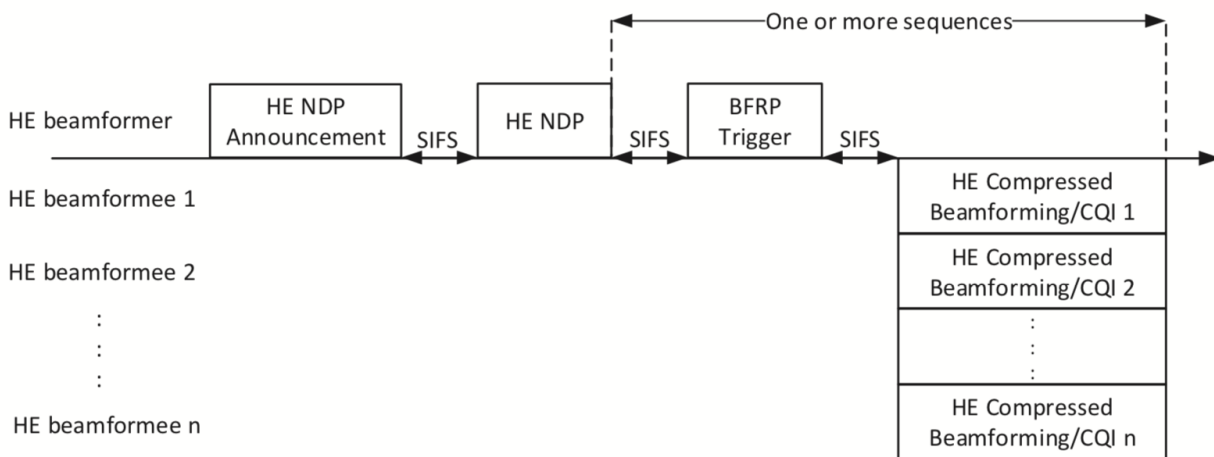 One or more sequences
HE beamformer
HE NDP
Announcement
SIFS
HE NDP
SIFS
BFRP
Trigger
SIFS
HE beamformee 1
HE Compressed
Beamforming/CQI 1
HE beamformee 2
HE Compressed
Beamforming/CQI 2
:
:
:
:
:
:
HE beamformee n
HE Compressed
Beamforming/CQI n